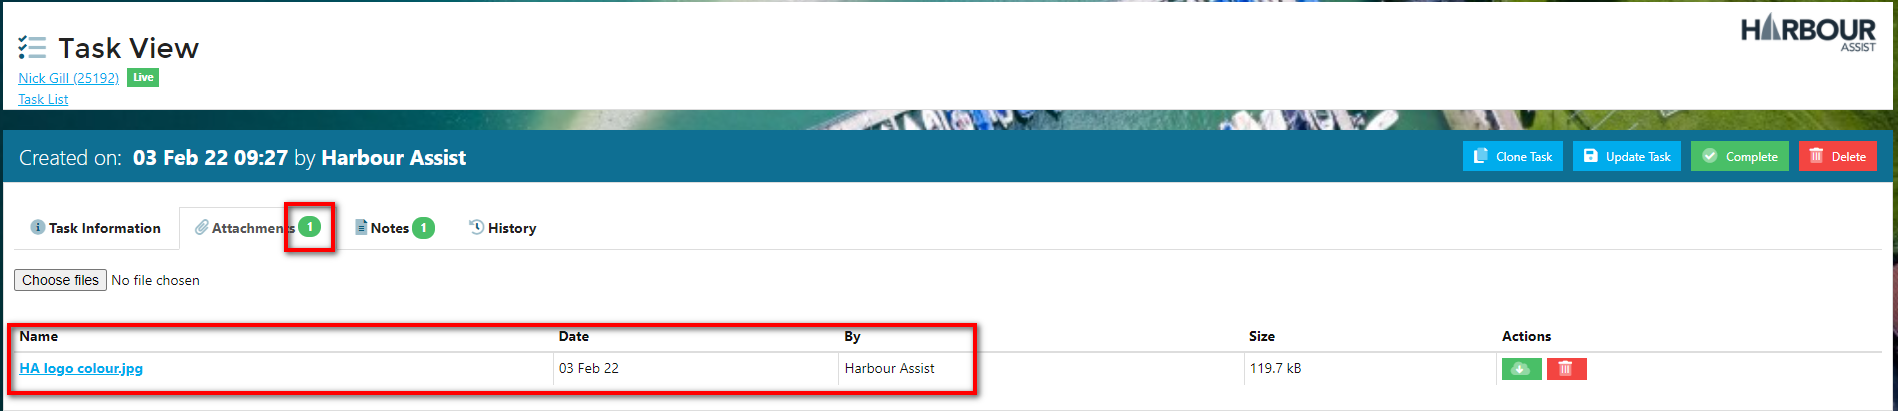 HARBOUR
ASSIST
Task View
Nick Gill (25192) Live
Task List
Created on: 03 Feb 22 09:27 by Harbour Assist
Clone Task Update Task Complete Delete
Task Information Attachments 1 Notes 1 History
Choose files No file chosen
Name Date By Size Actions
HA logo colour.jpg 03 Feb 22 Harbour Assist 119.7 kB